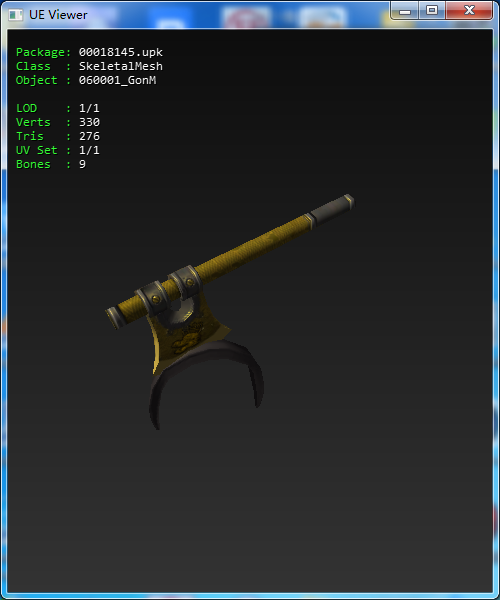 UE Viewer
Package: 00018145.upk
Class : SkeletalMesh
Object : 060001_GonM
LOD : 1/1
Verts : 330
Tris : 276
UV Set : 1/1
Bones : 9